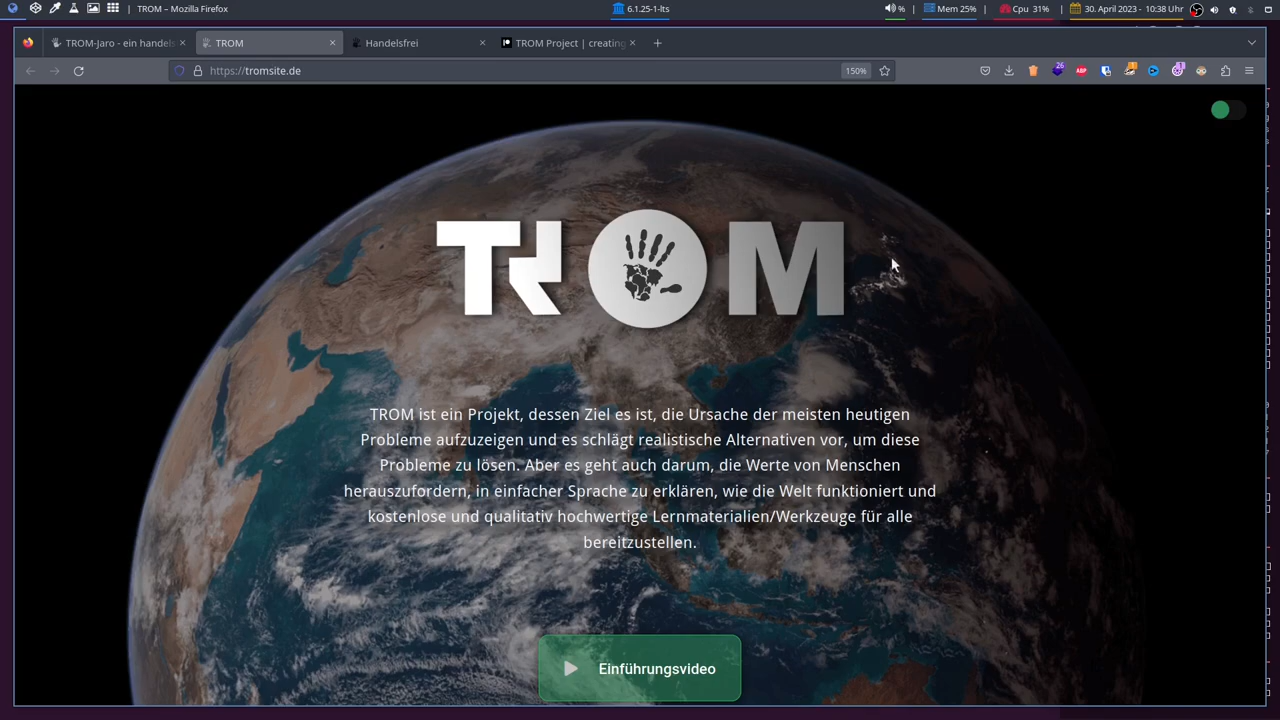 TROM – Mozilla Firefox
6.1.25-1-lts
% | Mem 25% | Cpu 31% | 30. April 2023 - 10:38 Uhr
TROM-Jaro - ein handels
TROM
Handelsfrei
TROM Project | creating
https://tromsite.de
150%
26
ABP
1
TROM
TROM ist ein Projekt, dessen Ziel es ist, die Ursache der meisten heutigen
Probleme aufzuzeigen und es schlägt realistische Alternativen vor, um diese
Probleme zu lösen. Aber es geht auch darum, die Werte von Menschen
herauszufordern, in einfacher Sprache zu erklären, wie die Welt funktioniert und
kostenlose und qualitativ hochwertige Lernmaterialien/Werkzeuge für alle
bereitzustellen.
Einführungsvideo